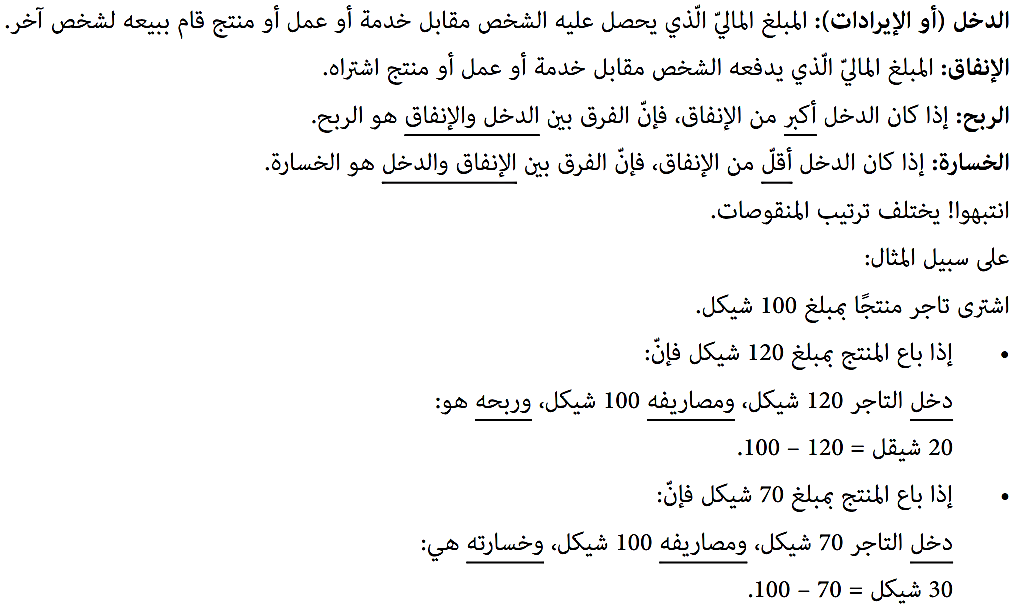 الدخل (أو الإيرادات): المبلغ الماليّ الّذي يحصل عليه الشخص مقابل خدمة أو عمل أو منتج قام ببيعه لشخص آخر.
الإنفاق: المبلغ الماليّ الّذي يدفعه الشخص مقابل خدمة أو عمل أو منتج اشتراه.
الربح: إذا كان الدخل أكبر من الإنفاق، فإنّ الفرق بين الدخل والإنفاق هو الربح.
الخسارة: إذا كان الدخل أقلّ من الإنفاق، فإنّ الفرق بين الإنفاق والدخل هو الخسارة.
انتبهوا! يختلف ترتيب المنقوصات.
على سبيل المثال:
اشترى تاجر منتجًا بمبلغ 100 شيكل.
• إذا باع المنتج بمبلغ 120 شيكل فإنّ:
دخل التاجر 120 شيكل، ومصاريفه 100 شيكل، وربحه هو:
20 شيقل = 120 – 100.
• إذا باع المنتج بمبلغ 70 شيكل فإنّ:
دخل التاجر 70 شيكل، ومصاريفه 100 شيكل، وخسارته هي:
30 شيكل = 70 – 100.